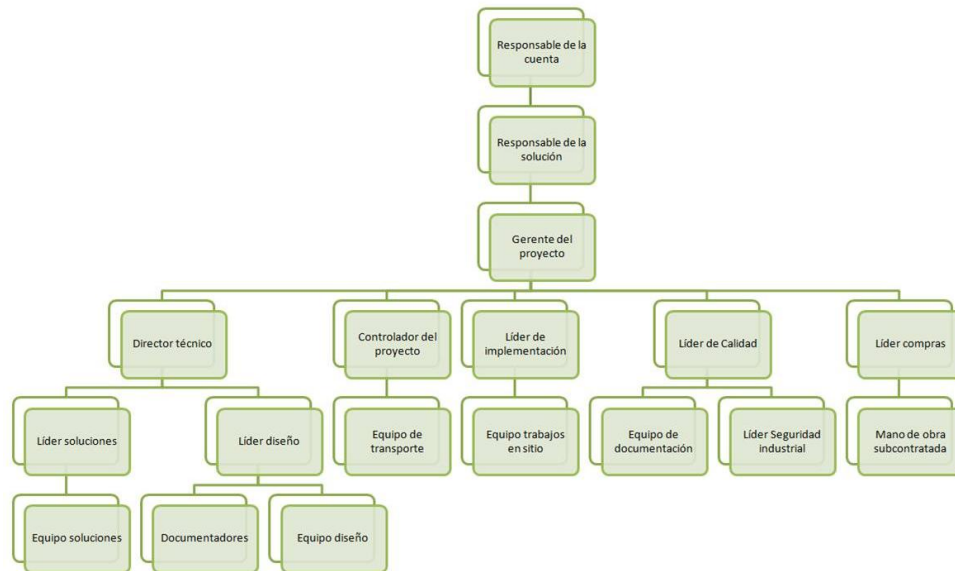 Responsable de la
cuenta
Responsable de la
solución
Gerente del
proyecto
Director técnico
Controlador del
proyecto
Líder de
implementación
Líder de Calidad
Líder compras
Líder soluciones
Líder diseño
Equipo de
transporte
Equipo trabajos
en sitio
Equipo de
documentación
Líder Seguridad
industrial
Mano de obra
subcontratada
Equipo soluciones
Documentadores
Equipo diseño